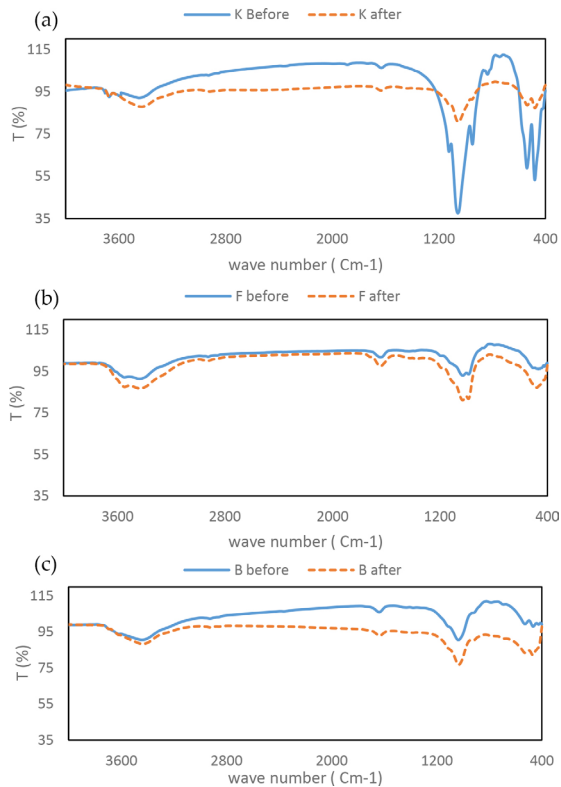 (a)
K Before K after
115
95
75
55
35
T (%)
3600 2800 2000 1200 400
wave number ( Cm-1)
(b)
F before F after
115
95
75
55
35
T (%)
3600 2800 2000 1200 400
wave number ( Cm-1)
(c)
B before B after
115
95
75
55
35
T (%)
3600 2800 2000 1200 400
wave number ( Cm-1)